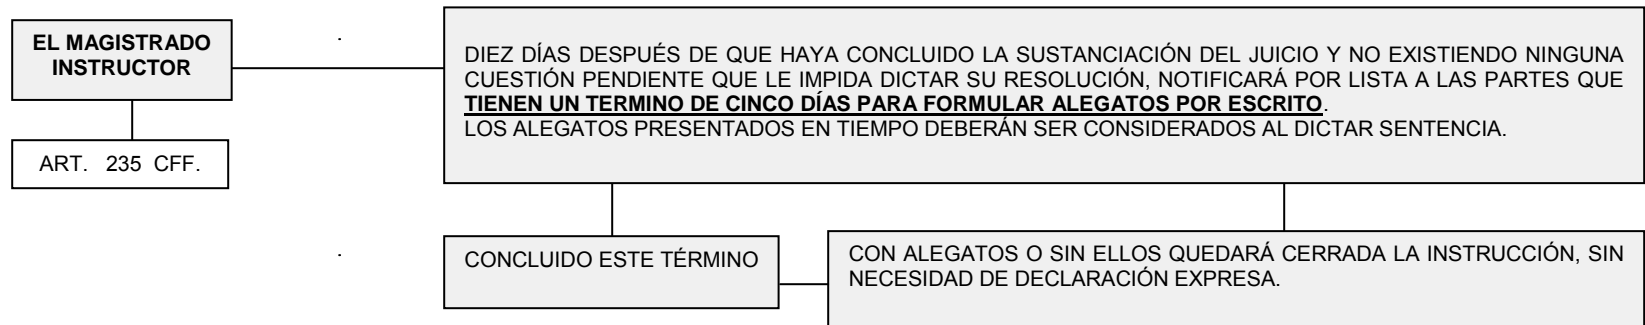 EL MAGISTRADO
INSTRUCTOR
DIEZ DÍAS DESPUÉS DE QUE HAYA CONCLUIDO LA SUSTANCIACIÓN DEL JUICIO Y NO EXISTIENDO NINGUNA
CUESTIÓN PENDIENTE QUE LE IMPIDA DICTAR SU RESOLUCIÓN, NOTIFICARÁ POR LISTA A LAS PARTES QUE
TIENEN UN TERMINO DE CINCO DÍAS PARA FORMULAR ALEGATOS POR ESCRITO.
LOS ALEGATOS PRESENTADOS EN TIEMPO DEBERÁN SER CONSIDERADOS AL DICTAR SENTENCIA.
ART. 235 CFF.
CONCLUIDO ESTE TÉRMINO
CON ALEGATOS O SIN ELLOS QUEDARÁ CERRADA LA INSTRUCCIÓN, SIN
NECESIDAD DE DECLARACIÓN EXPRESA.